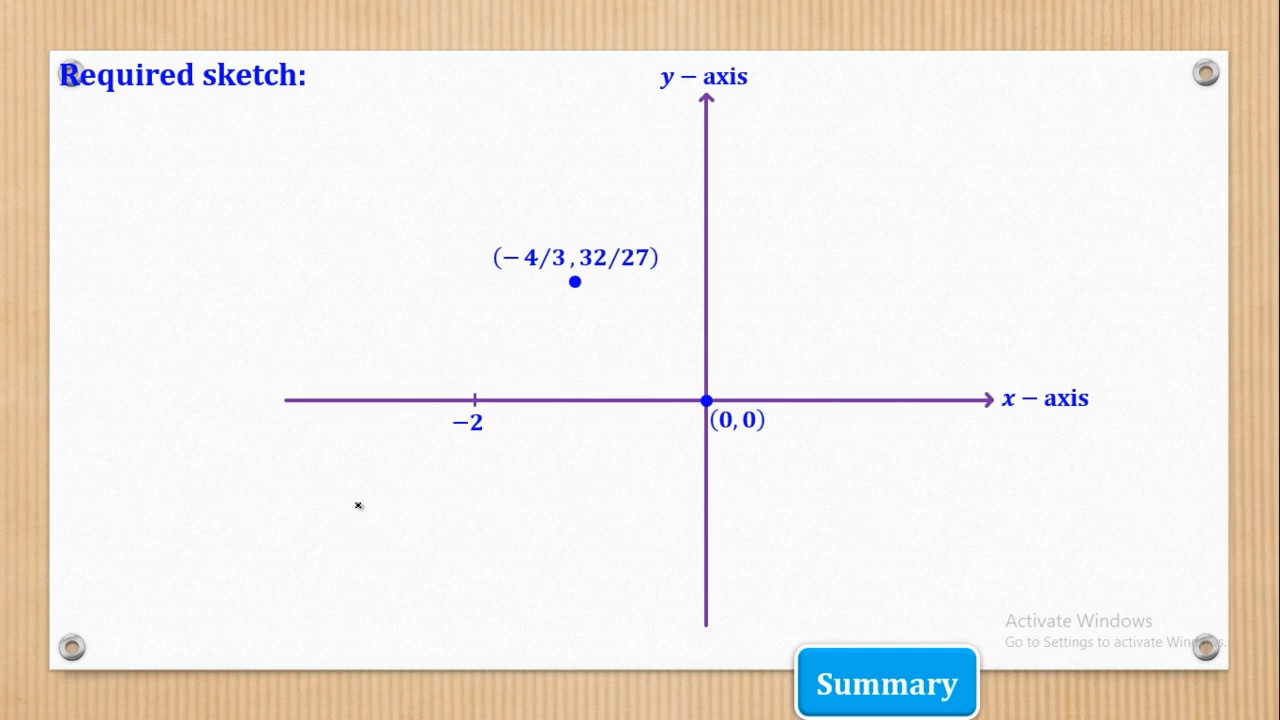 Required sketch:
y – axis
(– 4/3 , 32/27)
x – axis
–2
(0, 0)
Activate Windows
Go to Settings to activate Windows.
Summary